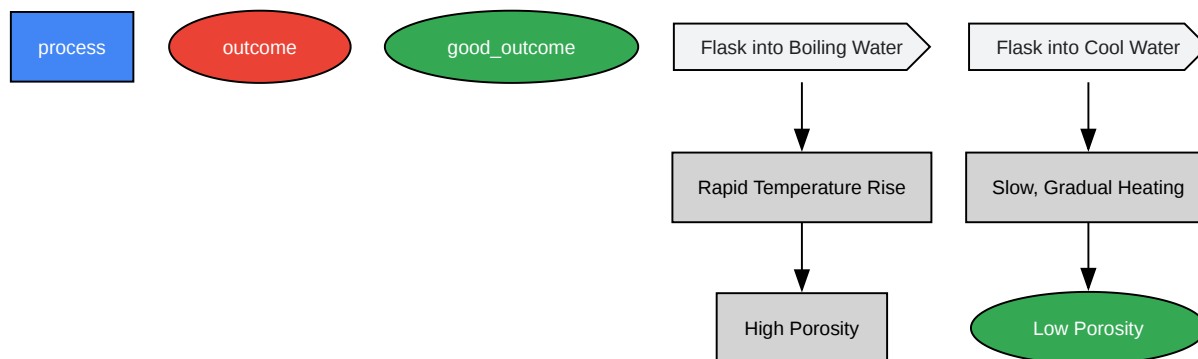 process
outcome
good_outcome
Flask into Boiling Water
Flask into Cool Water
Rapid Temperature Rise
Slow, Gradual Heating
High Porosity
Low Porosity